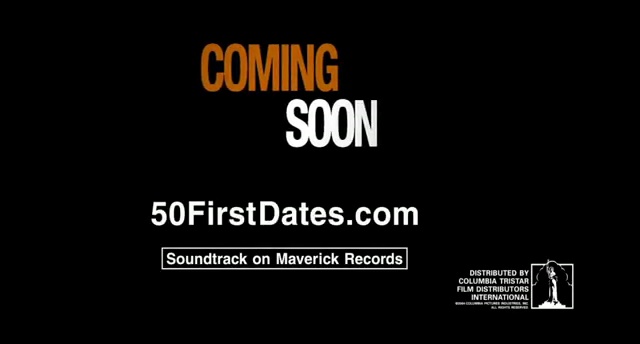 COMING
SOON
50FirstDates.com
Soundtrack on Maverick Records
DISTRIBUTED BY
COLUMBIA TRISTAR
FILM DISTRIBUTORS
INTERNATIONAL
©2004 COLUMBIA PICTURES INDUSTRIES, INC.
ALL RIGHTS RESERVED